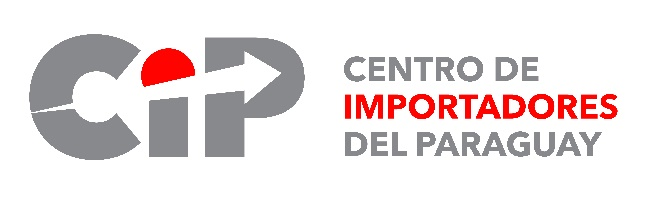 CiP
CENTRO DE
IMPORTADORES
DEL PARAGUAY